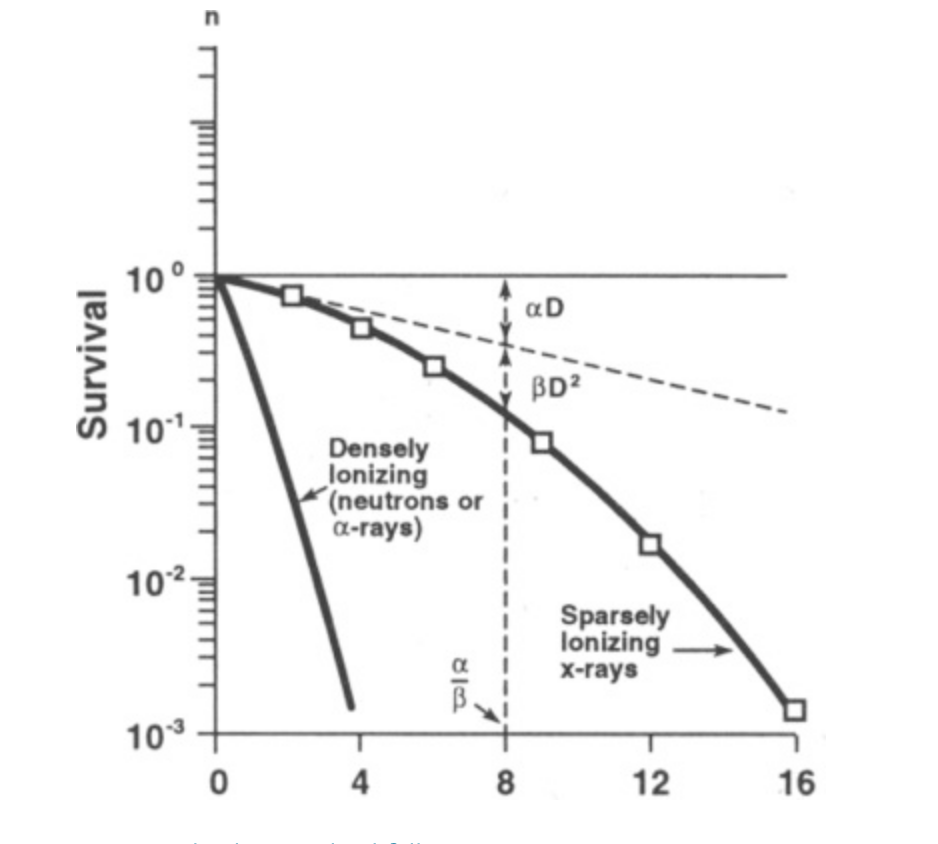 n
10⁰
αD
βD²
Survival
10⁻¹
Densely
Ionizing
(neutrons or
α-rays)
10⁻²
Sparsely
Ionizing
x-rays
α
β
10⁻³
0 4 8 12 16